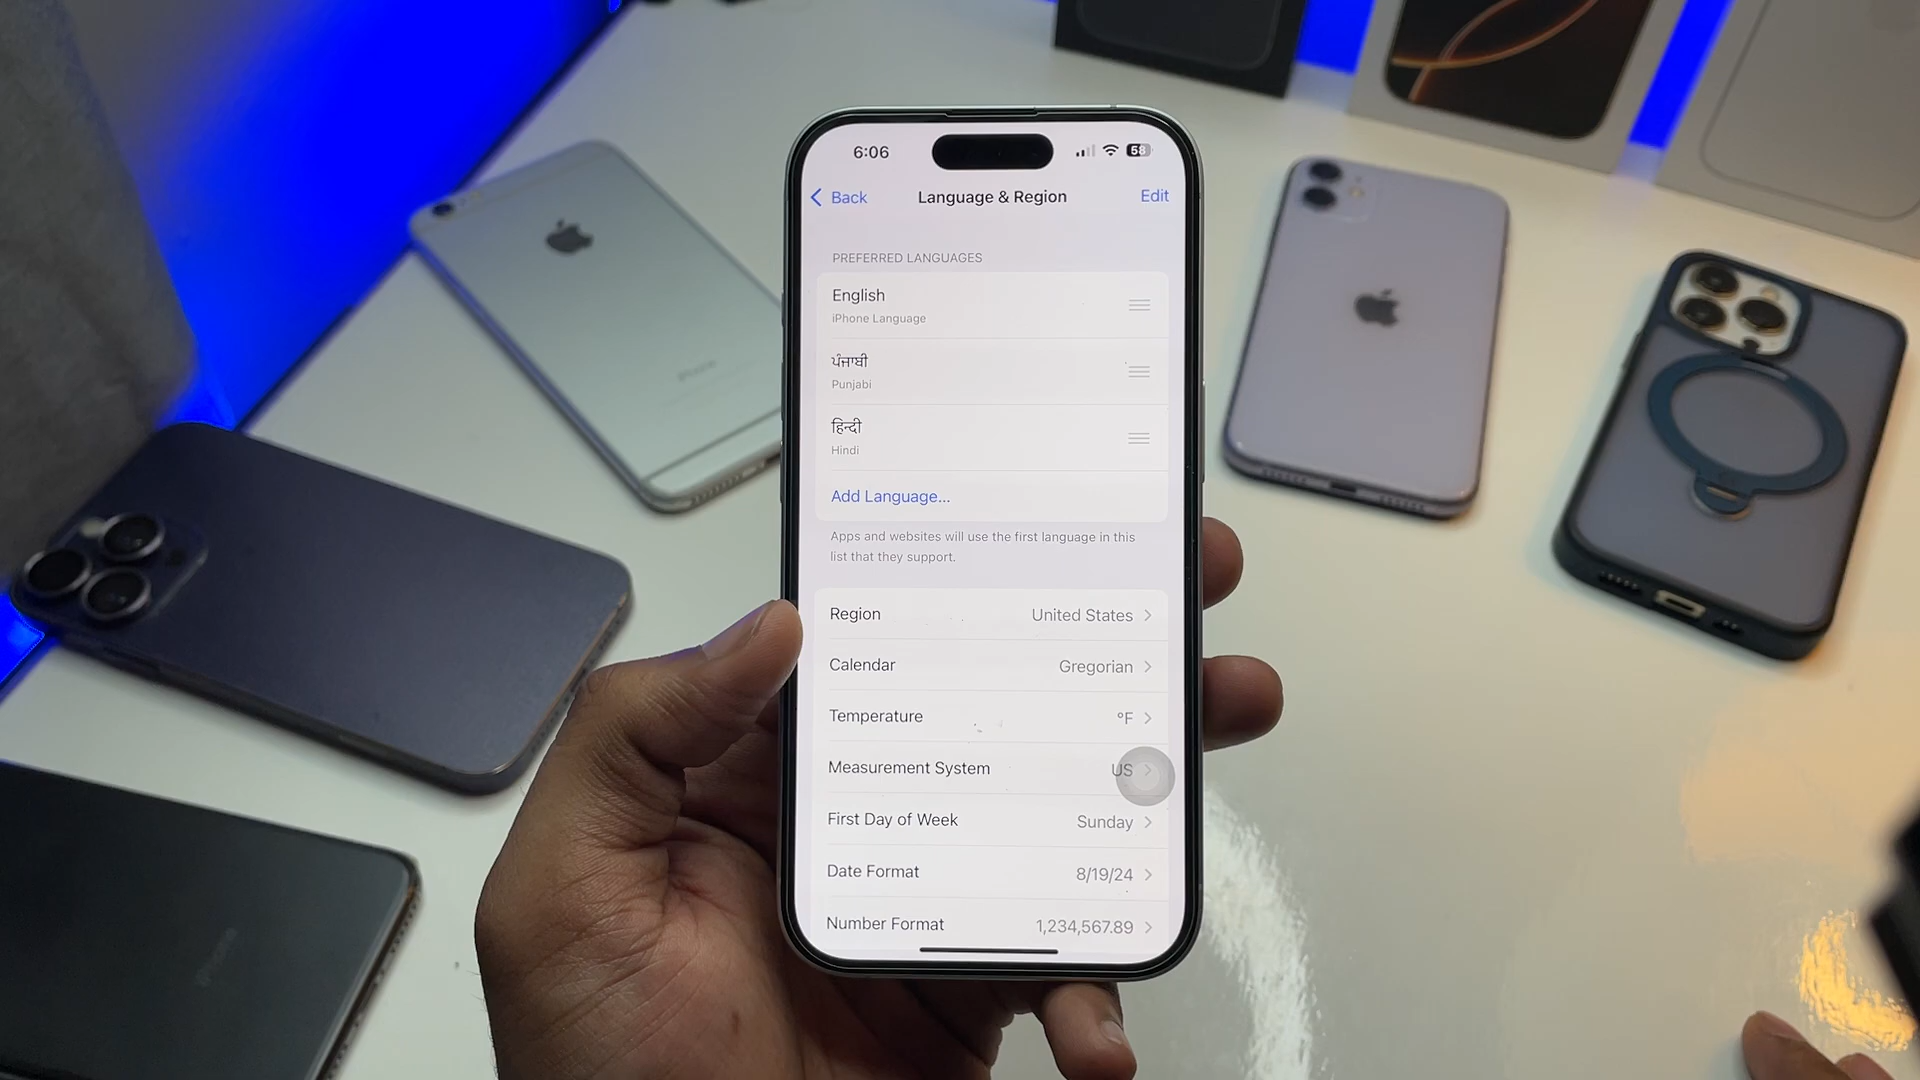 6:06
58
Back
Language & Region
Edit
PREFERRED LANGUAGES
English
iPhone Language
ਪੰਜਾਬੀ
Punjabi
हिन्दी
Hindi
Add Language...
Apps and websites will use the first language in this
list that they support.
Region
United States
Calendar
Gregorian
Temperature
°F
Measurement System
US
First Day of Week
Sunday
Date Format
8/19/24
Number Format
1,234,567.89
iPhone